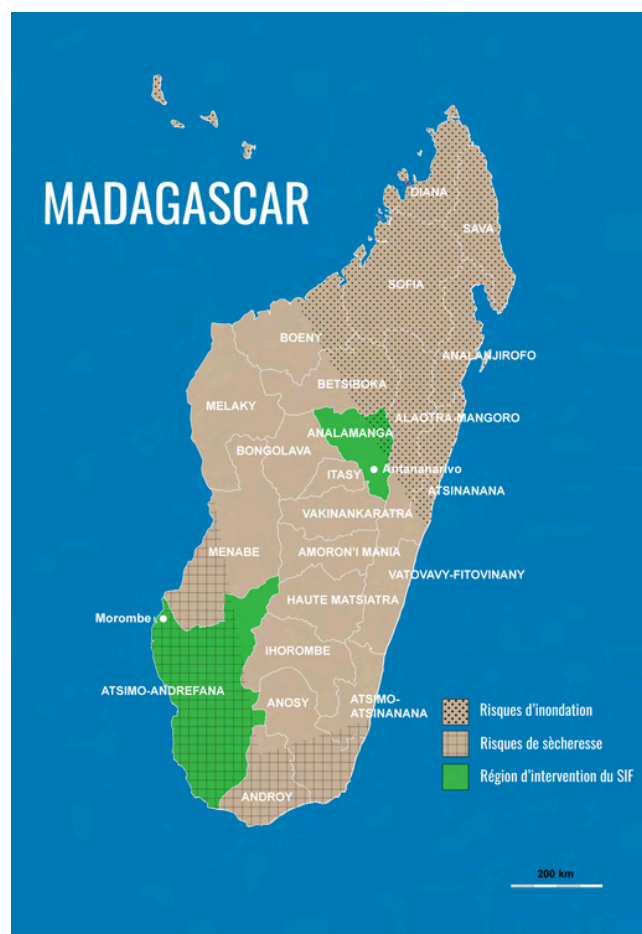 MADAGASCAR
DIANA
SAVA
SOFIA
BOENY
ANALANJIROFO
BETSIBOKA
MELAKY
ALAOTRA-MANGORO
ANALAMANGA
BONGOLAVA
Antananarivo
ITASY
ATSINANANA
VAKINANKARATRA
MENABE
AMORON'I MANIA
VATOVAVY-FITOVINANY
HAUTE MATSIATRA
Morombe
IHOROMBE
ATSIMO-ANDREFANA
ANOSY
ATSIMO-
ATSINANANA
ANDROY
Risques d'inondation
Risques de sècheresse
Région d'intervention du SIF
200 km